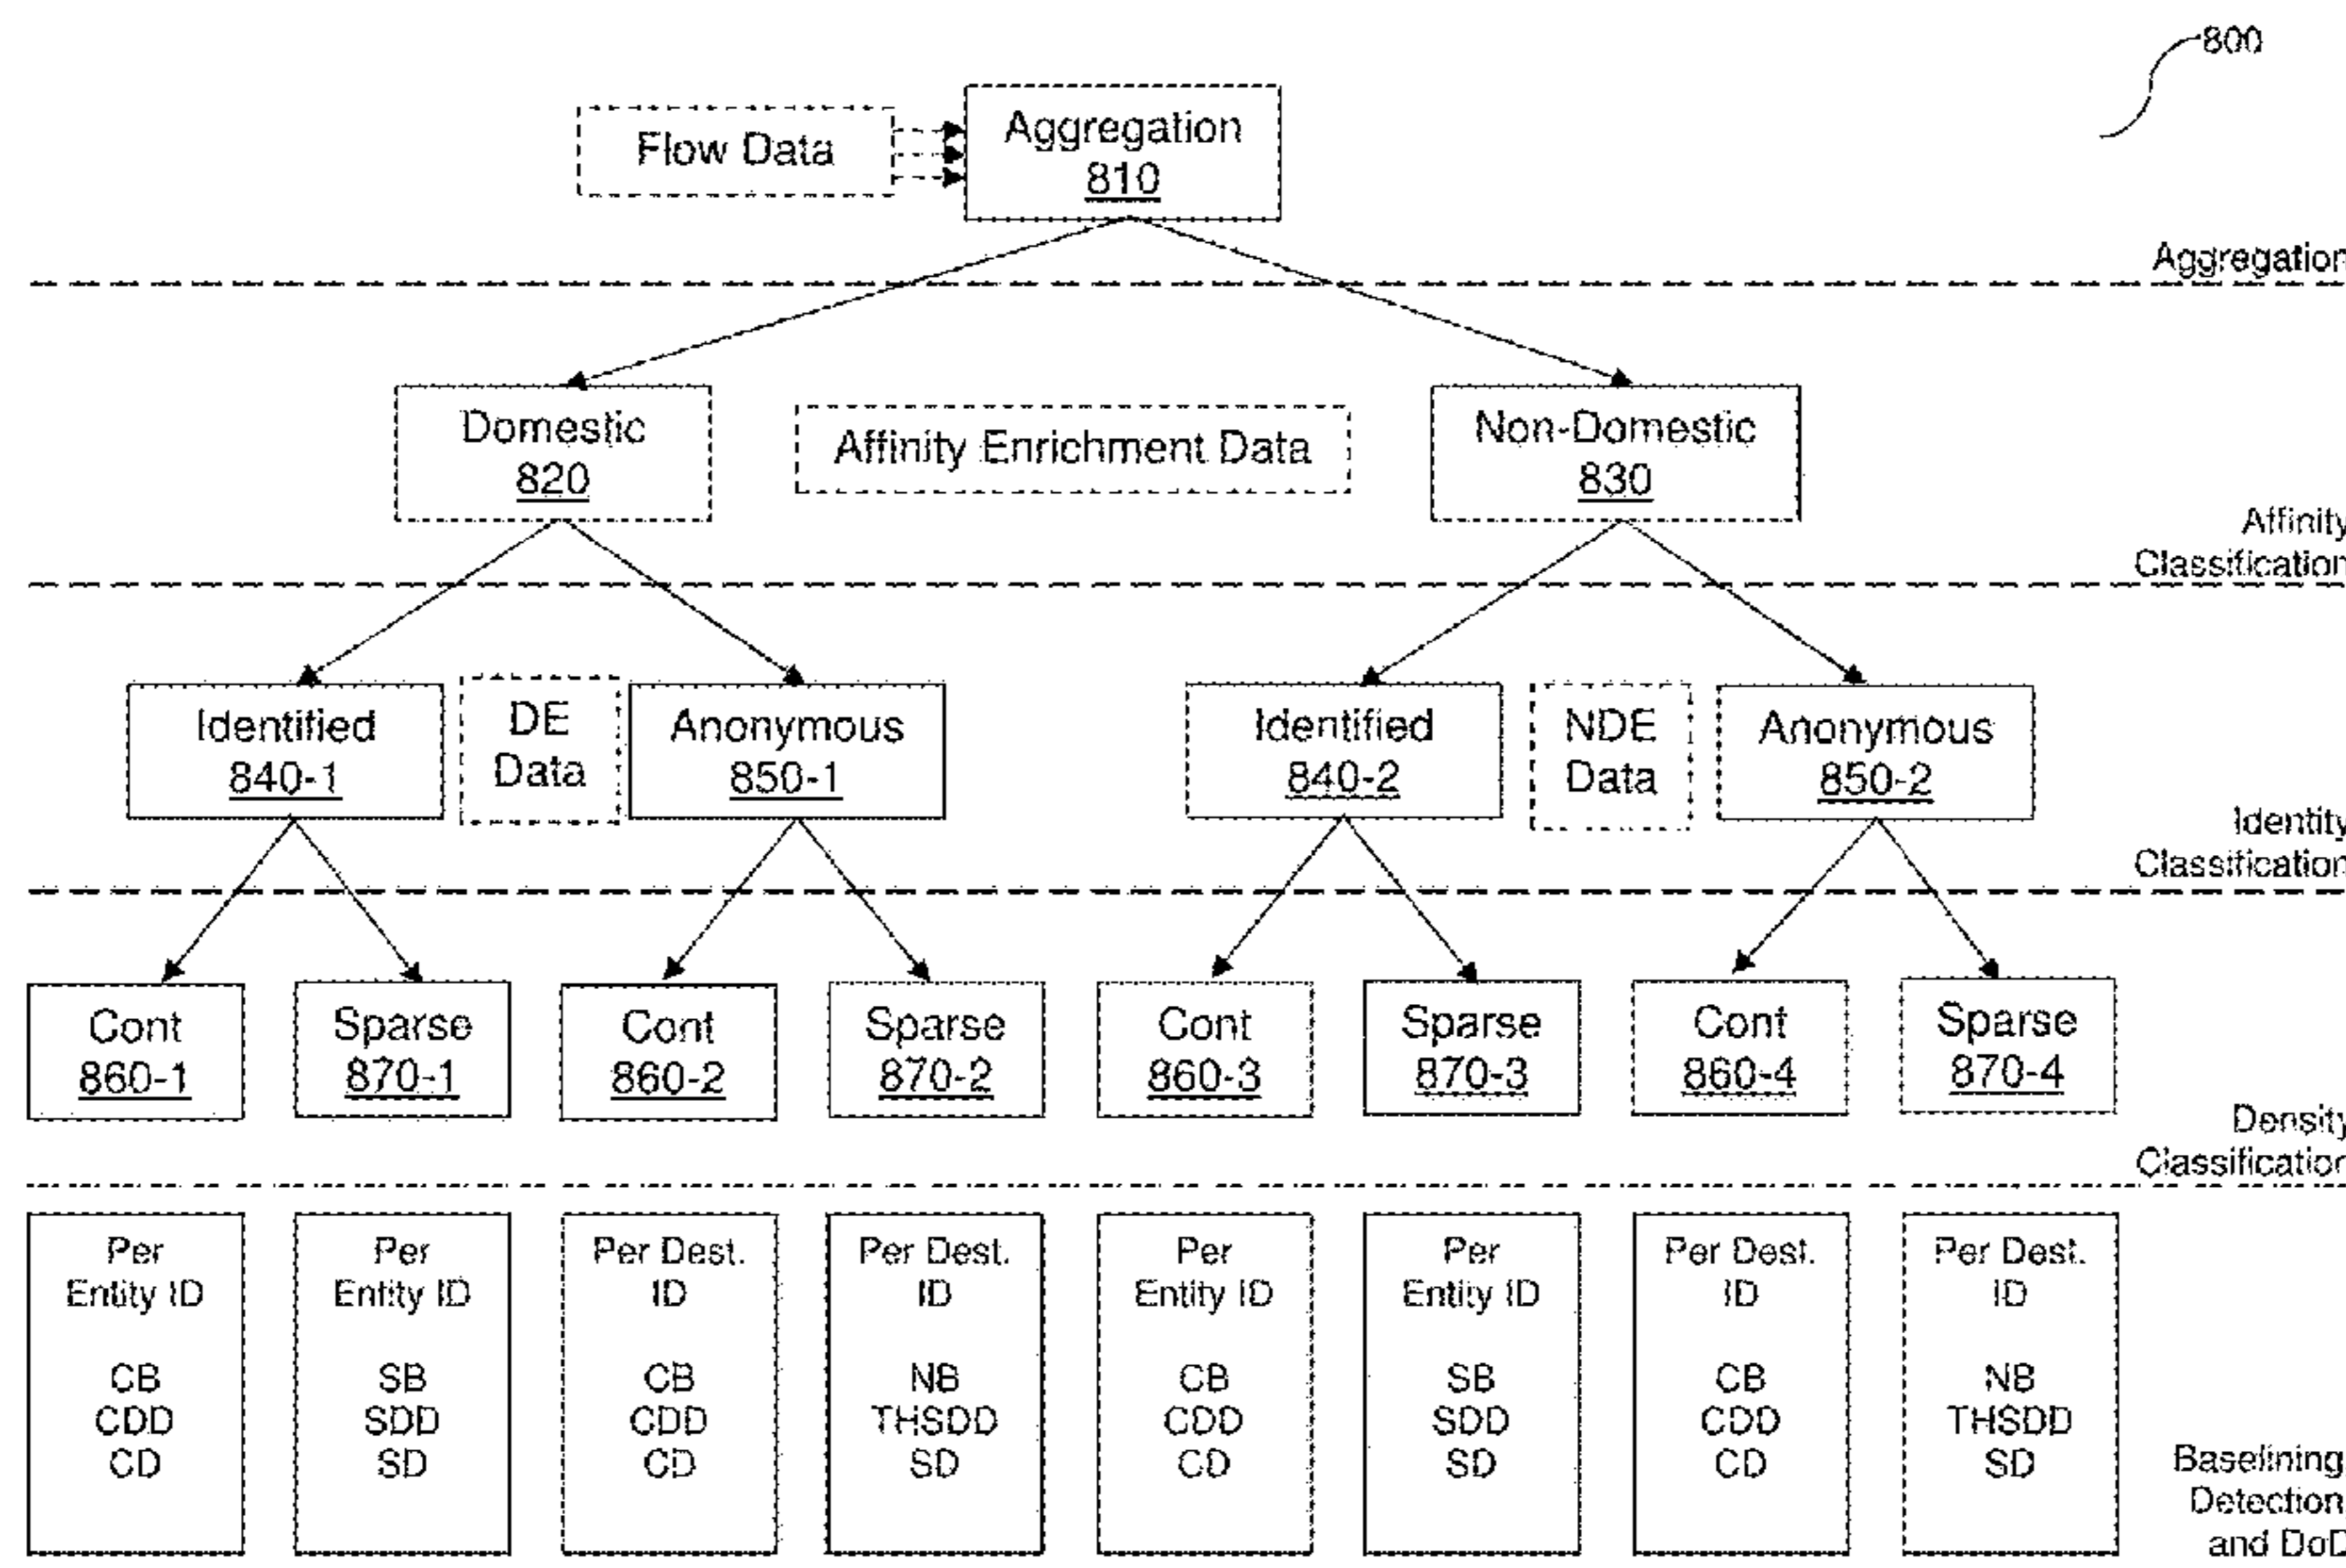 800
Flow Data
Aggregation
810
Aggregation
Domestic
820
Affinity Enrichment Data
Non-Domestic
830
Affinity
Classification
Identified
840-1
DE
Data
Anonymous
850-1
Identified
840-2
NDE
Data
Anonymous
850-2
Identity
Classification
Cont
860-1
Sparse
870-1
Cont
860-2
Sparse
870-2
Cont
860-3
Sparse
870-3
Cont
860-4
Sparse
870-4
Density
Classification
Per
Entity ID
CB
CDD
CD
Per
Entity ID
SB
SDD
SD
Per Dest.
ID
CB
CDD
CD
Per Dest.
ID
NB
THSDD
SD
Per
Entity ID
CB
CDD
CD
Per
Entity ID
SB
SDD
SD
Per Dest.
ID
CB
CDD
CD
Per Dest.
ID
NB
THSDD
SD
Baselining
Detection
and DoD